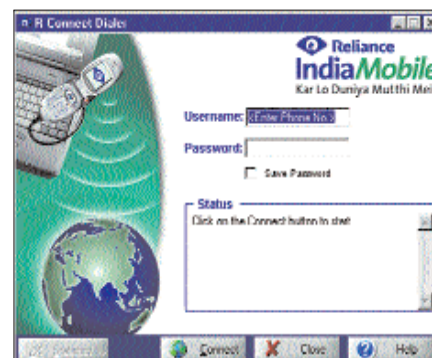 R Connect Dialer
Reliance
IndiaMobile
Kar Lo Duniya Mutthi Mein
Username: <Enter Phone No.>
Password:
Save Password
Status
Click on the Connect button to start
Connect
Close
Help